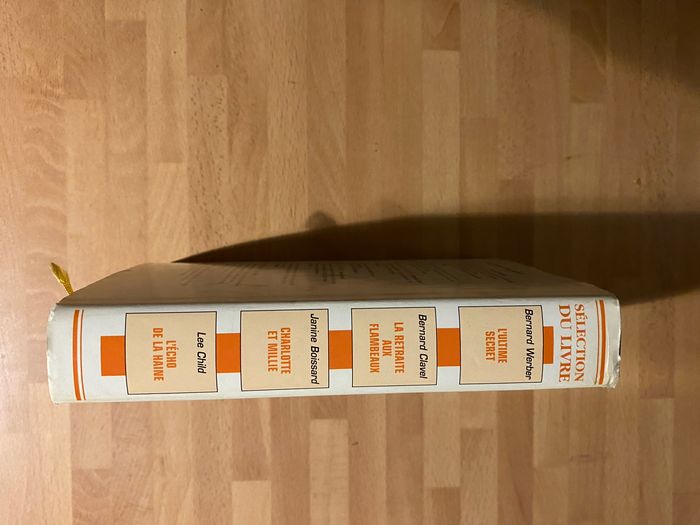 SÉLECTION
DU LIVRE
Bernard Werber
L'ULTIME
SECRET
Bernard Clavel
LA RETRAITE
AUX
FLAMBEAUX
Janine Boissard
CHARLOTTE
ET MILLIE
Lee Child
L'ÉCHO
DE LA HAINE